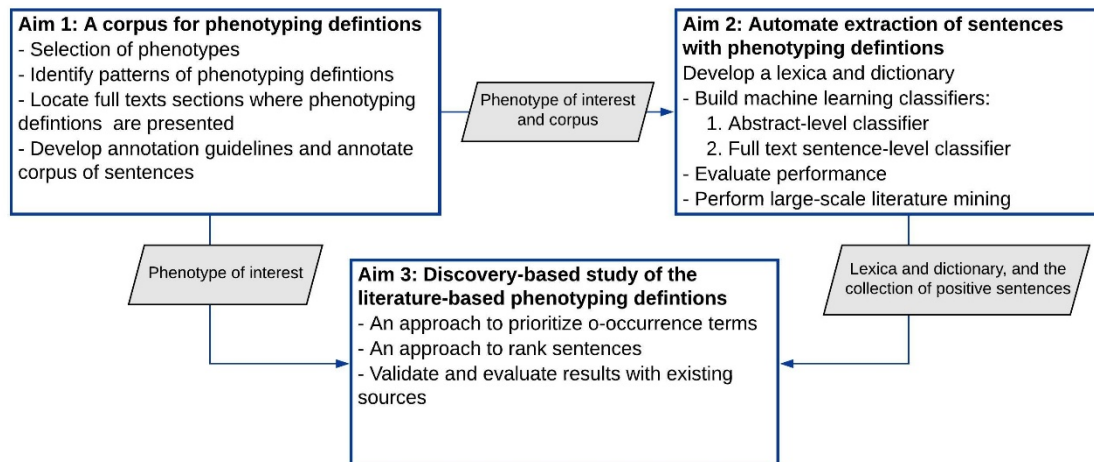 Aim 1: A corpus for phenotyping defintions
- Selection of phenotypes
- Identify patterns of phenotyping defintions
- Locate full texts sections where phenotyping
defintions are presented
- Develop annotation guidelines and annotate
corpus of sentences
Phenotype of interest
and corpus
Aim 2: Automate extraction of sentences
with phenotyping defintions
Develop a lexica and dictionary
- Build machine learning classifiers:
1. Abstract-level classifier
2. Full text sentence-level classifier
- Evaluate performance
- Perform large-scale literature mining
Phenotype of interest
Lexica and dictionary, and the
collection of positive sentences
Aim 3: Discovery-based study of the
literature-based phenotyping defintions
- An approach to prioritize o-occurrence terms
- An approach to rank sentences
- Validate and evaluate results with existing
sources